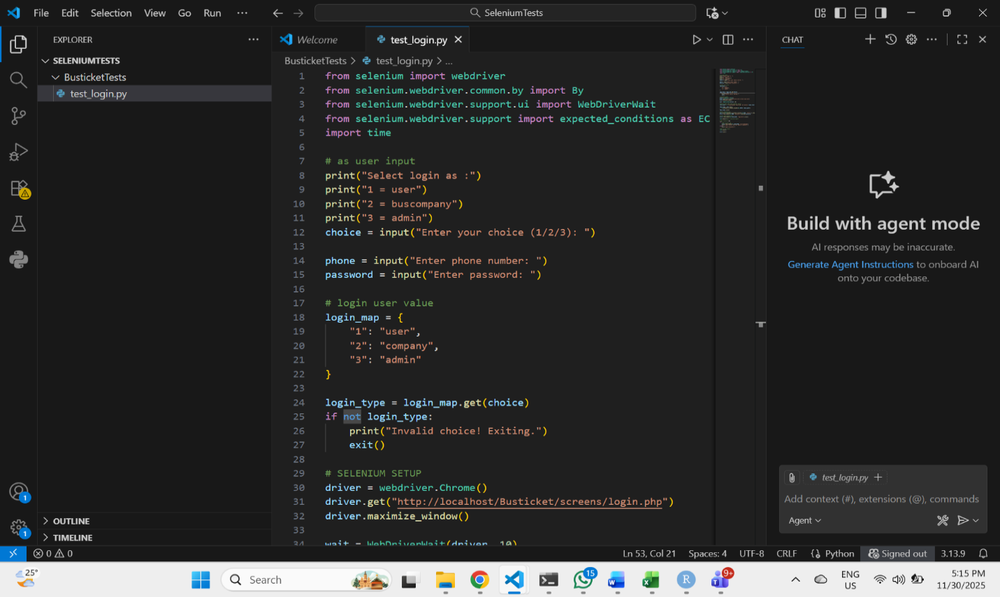 File Edit Selection View Go Run ···
SeleniumTests
EXPLORER
SELENIUMTESTS
BusticketTests
test_login.py
OUTLINE
TIMELINE
Welcome
test_login.py
BusticketTests > test_login.py > ...
1 from selenium import webdriver
2 from selenium.webdriver.common.by import By
3 from selenium.webdriver.support.ui import WebDriverWait
4 from selenium.webdriver.support import expected_conditions as EC
5 import time
6
7 # as user input
8 print("Select login as :")
9 print("1 = user")
10 print("2 = buscompany")
11 print("3 = admin")
12 choice = input("Enter your choice (1/2/3): ")
13
14 phone = input("Enter phone number: ")
15 password = input("Enter password: ")
16
17 # login user value
18 login_map = {
19 "1": "user",
20 "2": "company",
21 "3": "admin"
22 }
23
24 login_type = login_map.get(choice)
25 if not login_type:
26 print("Invalid choice! Exiting.")
27 exit()
28
29 # SELENIUM SETUP
30 driver = webdriver.Chrome()
31 driver.get("http://localhost/Busticket/screens/login.php")
32 driver.maximize_window()
33
34 wait = WebDriverWait(driver, 10)
CHAT
Build with agent mode
AI responses may be inaccurate.
Generate Agent Instructions to onboard AI
onto your codebase.
test_login.py
Add context (#), extensions (@), commands
Agent
1
1
0 0
Ln 53, Col 21 Spaces: 4 UTF-8 CRLF {} Python Signed out 3.13.9
25°
Search
15
9+
ENG
US
5:15 PM
11/30/2025